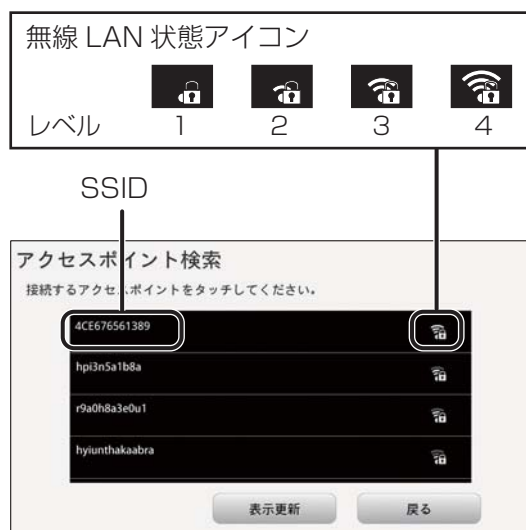 無線 LAN 状態アイコン
レベル 1 2 3 4
SSID
アクセスポイント検索
接続するアクセスポイントをタッチしてください。
4CE676561389
hpi3n5a1b8a
r9a0h8a3e0u1
hyiunthakaabra
表示更新 戻る